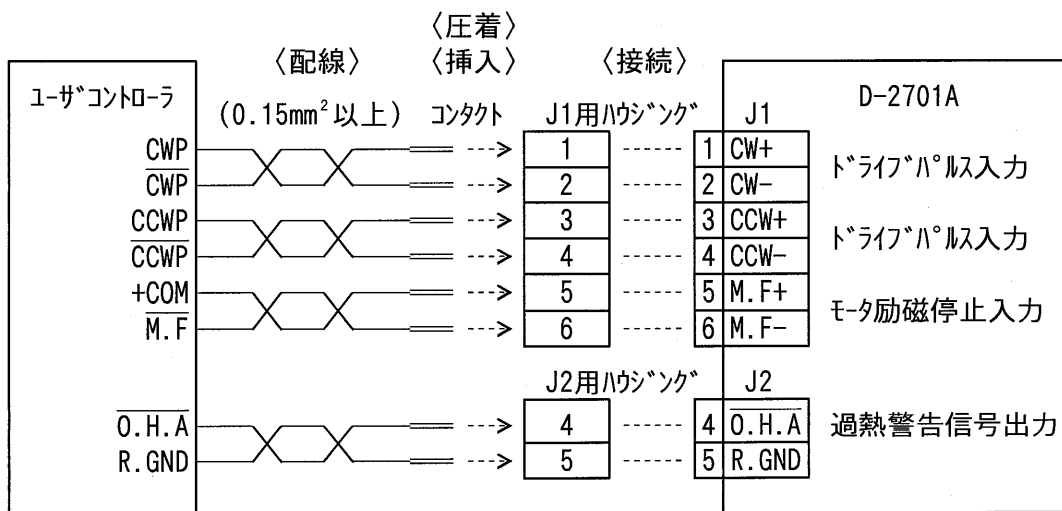 〈圧着〉
〈配線〉 〈挿入〉 〈接続〉
ﾕｰｻﾞｺﾝﾄﾛｰﾗ D-2701A
(0.15mm²以上) コンタクト J1用ﾊｳｼﾞﾝｸﾞ J1
CWP 1 1 CW+
C̅W̅P̅ 2 2 CW-
ﾄﾞﾗｲﾌﾞﾊﾟﾙｽ入力
CCWP 3 3 CCW+
C̅C̅W̅P̅ 4 4 CCW-
ﾄﾞﾗｲﾌﾞﾊﾟﾙｽ入力
+COM 5 5 M.F+
M̅.̅F̅ 6 6 M.F-
ﾓｰﾀ励磁停止入力
J2用ﾊｳｼﾞﾝｸﾞ J2
O̅.̅H̅.̅A̅ 4 4 O̅.̅H̅.̅A̅ 過熱警告信号出力
R.GND 5 5 R.GND